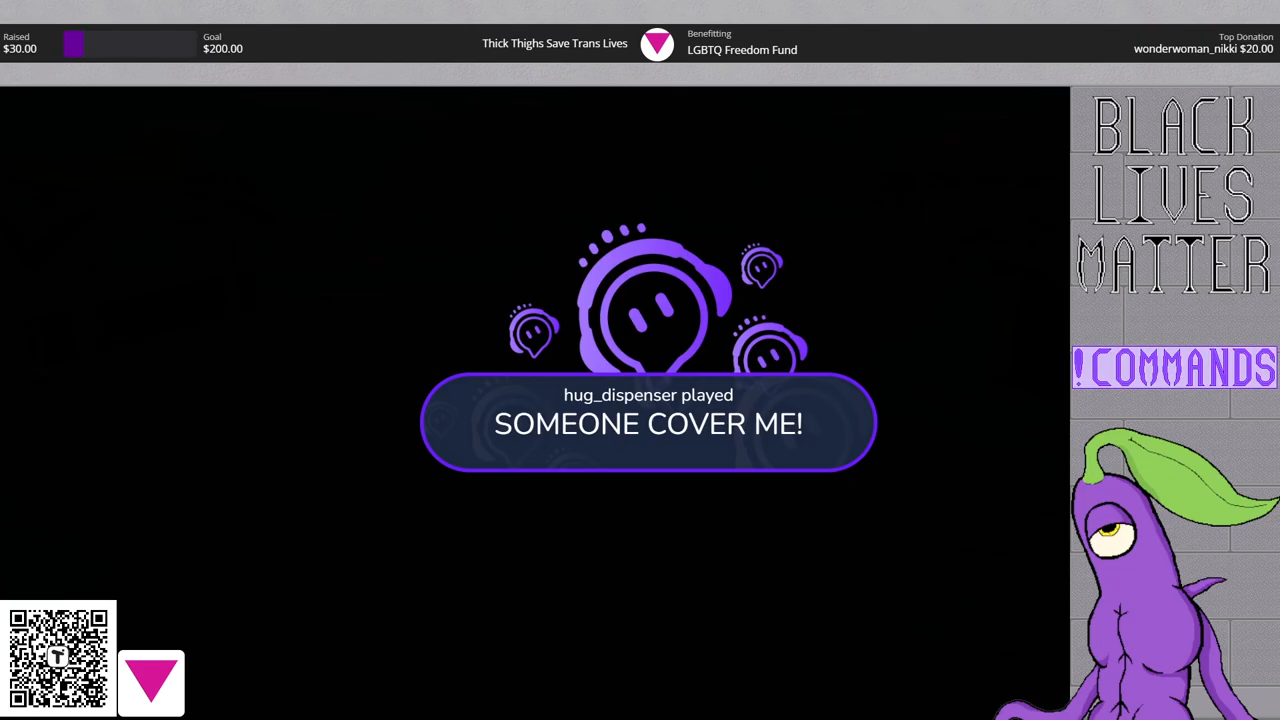 Raised
$30.00
Goal
$200.00
Thick Thighs Save Trans Lives
Benefitting
LGBTQ Freedom Fund
Top Donation
wonderwoman_nikki $20.00
BLACK
LIVES
MATTER
!COMMANDS
hug_dispenser played
SOMEONE COVER ME!
T